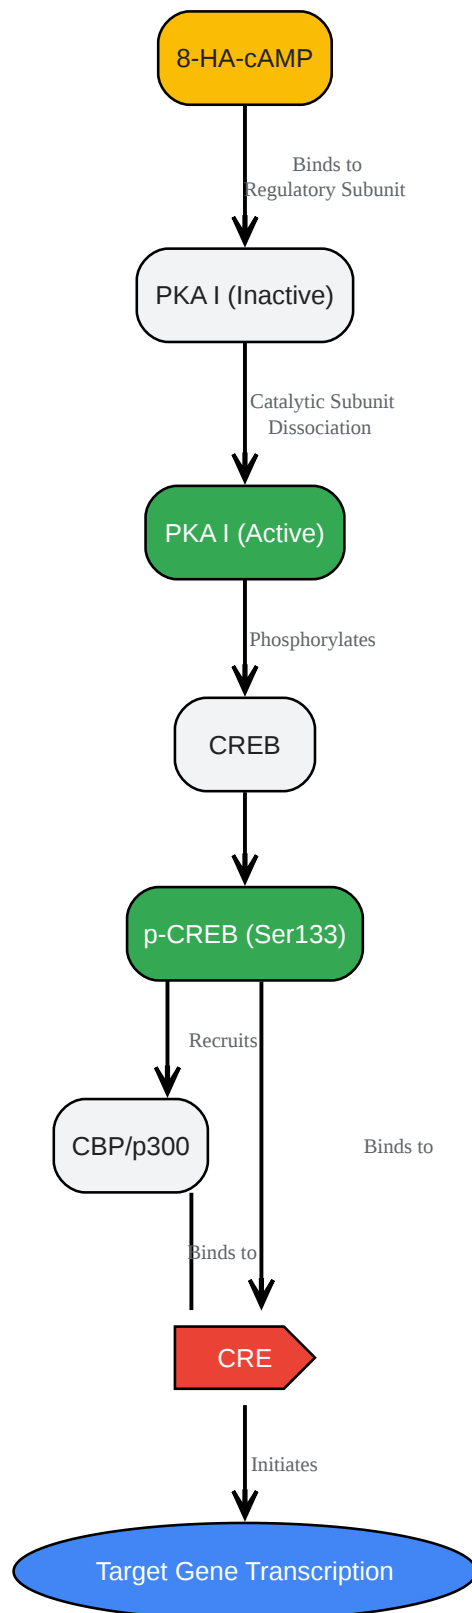 8-HA-cAMP
Binds to
Regulatory Subunit
PKA I (Inactive)
Catalytic Subunit
Dissociation
PKA I (Active)
Phosphorylates
CREB
p-CREB (Ser133)
Recruits
CBP/p300
Binds to
Binds to
CRE
Initiates
Target Gene Transcription